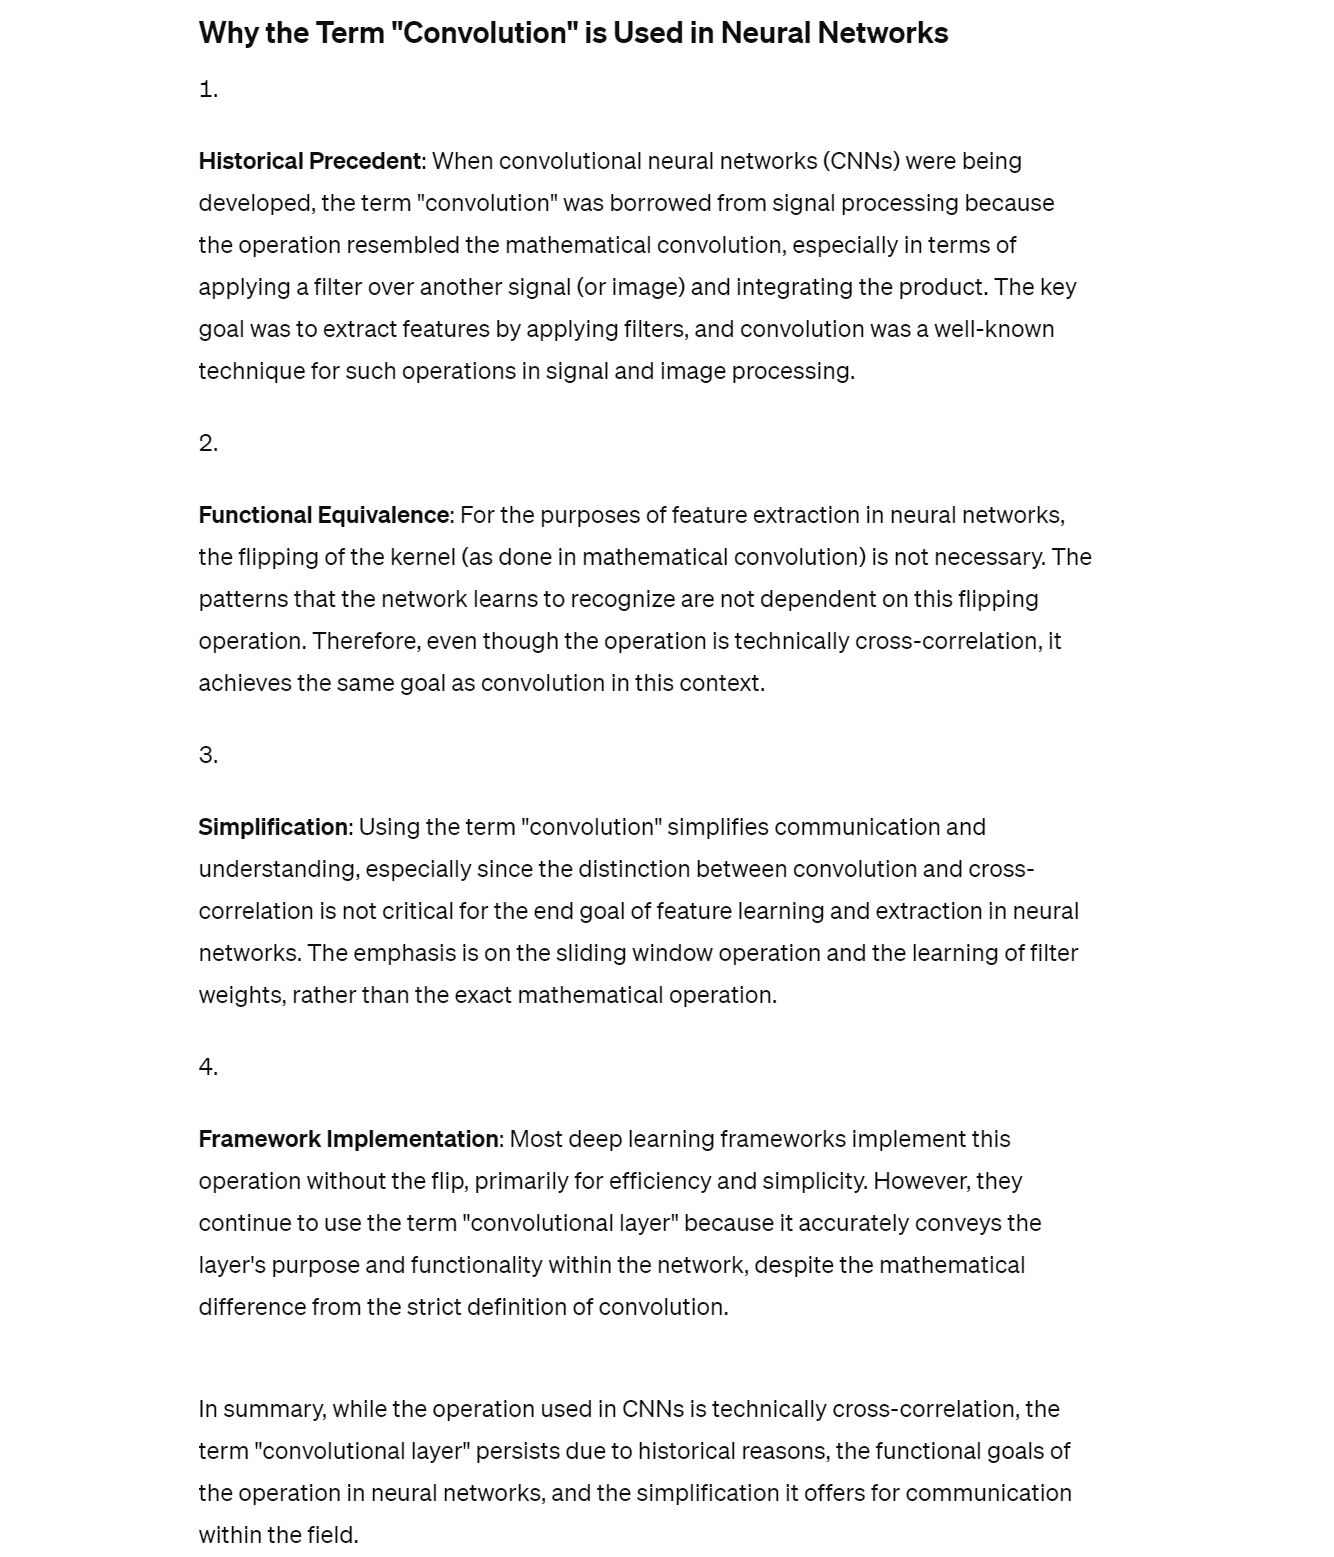 Why the Term "Convolution" is Used in Neural Networks
1.
Historical Precedent: When convolutional neural networks (CNNs) were being
developed, the term "convolution" was borrowed from signal processing because
the operation resembled the mathematical convolution, especially in terms of
applying a filter over another signal (or image) and integrating the product. The key
goal was to extract features by applying filters, and convolution was a well-known
technique for such operations in signal and image processing.
2.
Functional Equivalence: For the purposes of feature extraction in neural networks,
the flipping of the kernel (as done in mathematical convolution) is not necessary. The
patterns that the network learns to recognize are not dependent on this flipping
operation. Therefore, even though the operation is technically cross-correlation, it
achieves the same goal as convolution in this context.
3.
Simplification: Using the term "convolution" simplifies communication and
understanding, especially since the distinction between convolution and cross-
correlation is not critical for the end goal of feature learning and extraction in neural
networks. The emphasis is on the sliding window operation and the learning of filter
weights, rather than the exact mathematical operation.
4.
Framework Implementation: Most deep learning frameworks implement this
operation without the flip, primarily for efficiency and simplicity. However, they
continue to use the term "convolutional layer" because it accurately conveys the
layer's purpose and functionality within the network, despite the mathematical
difference from the strict definition of convolution.
In summary, while the operation used in CNNs is technically cross-correlation, the
term "convolutional layer" persists due to historical reasons, the functional goals of
the operation in neural networks, and the simplification it offers for communication
within the field.